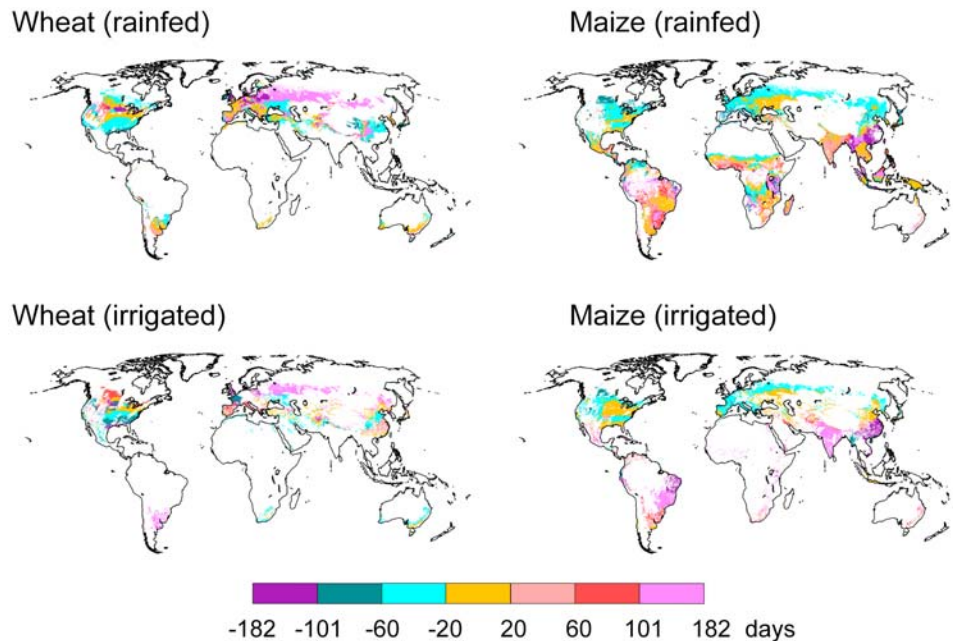 Wheat (rainfed)
Maize (rainfed)
Wheat (irrigated)
Maize (irrigated)
-182 -101 -60 -20 20 60 101 182 days